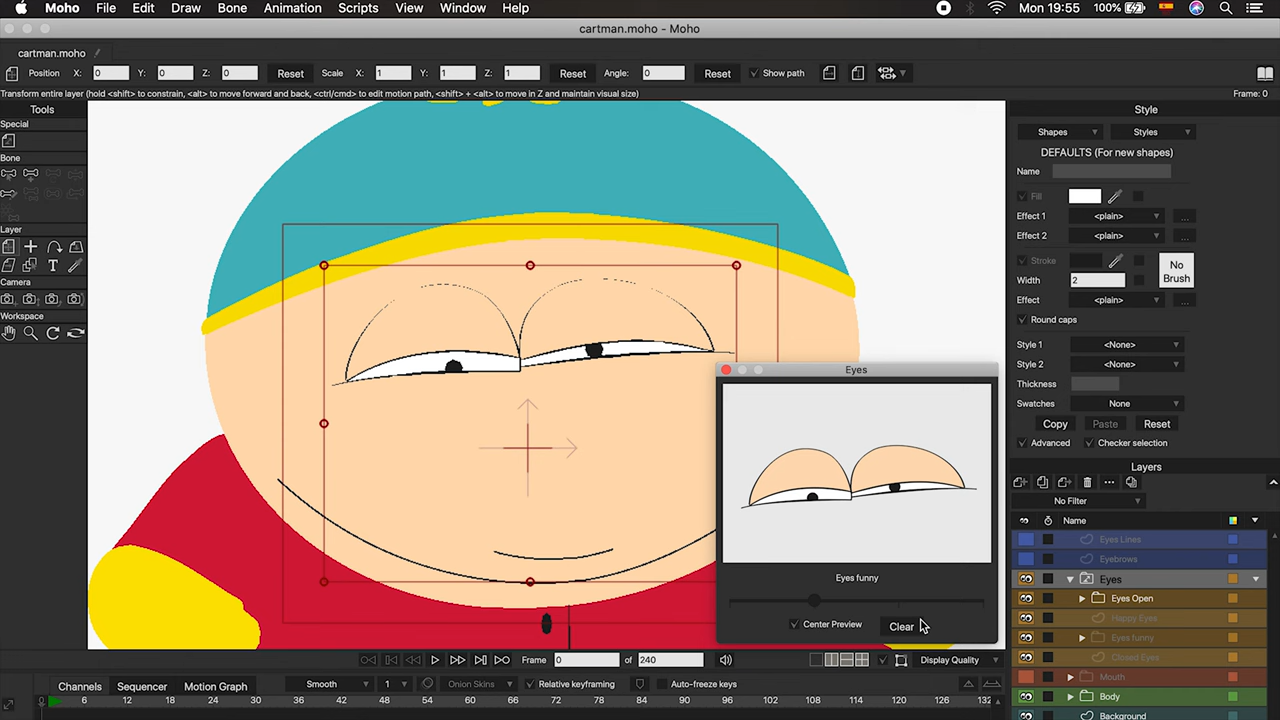 Moho File Edit Draw Bone Animation Scripts View Window Help Mon 19:55 100%
cartman.moho - Moho
cartman.moho
Position X: 0 Y: 0 Z: 0 Reset Scale X: 1 Y: 1 Z: 1 Reset Angle: 0 Reset Show path
Transform entire layer (hold <shift> to constrain, <alt> to move forward and back, <ctrl/cmd> to edit motion path, <shift> + <alt> to move in Z and maintain visual size) Frame: 0
Tools
Special
Bone
Layer
T
Camera
Workspace
Style
Shapes Styles
DEFAULTS (For new shapes)
Name
Fill
Effect 1 <plain> ...
Effect 2 <plain> ...
Stroke
Width 2
No Brush
Effect <plain>
Round caps
Style 1 <None>
Style 2 <None>
Thickness
Swatches None
Copy Paste Reset
Advanced Checker selection
Layers
No Filter
Name
Eyes Lines
Eyebrows
Eyes
Eyes Open
Happy Eyes
Eyes funny
Closed Eyes
Mouth
Body
Background
Eyes
Eyes funny
Center Preview Clear
Frame 0 of 240 Display Quality
Channels Sequencer Motion Graph Smooth 1 Onion Skins Relative keyframing Auto-freeze keys
0 6 12 18 24 30 36 42 48 54 60 66 72 78 84 90 96 102 108 114 120 126 132